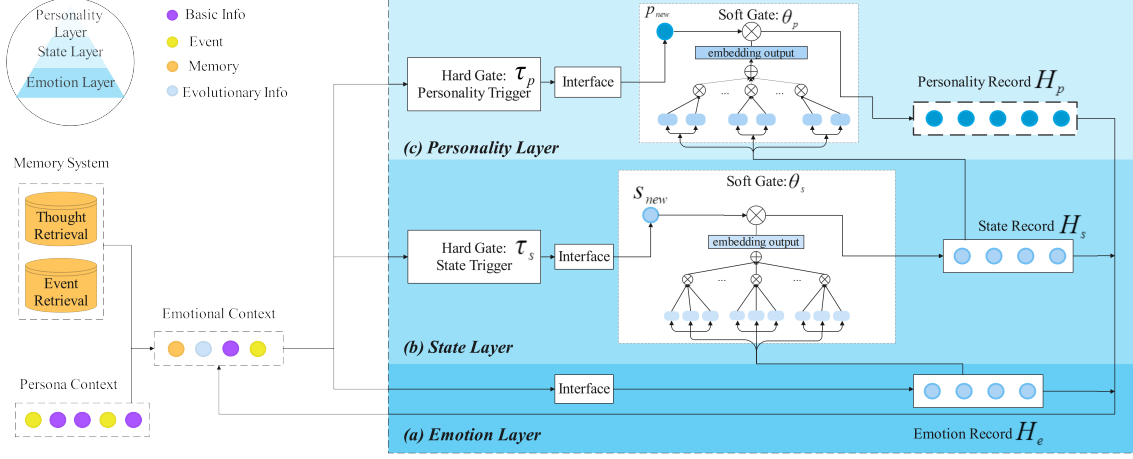 Personality
Layer
State Layer
Emotion Layer
Basic Info
Event
Memory
Evolutionary Info
Memory System
Thought
Retrieval
Event
Retrieval
Emotional Context
Persona Context
Hard Gate: τp
Personality Trigger
Interface
pnew
Soft Gate: θp
embedding output
... ...
Personality Record Hp
(c) Personality Layer
Hard Gate: τs
State Trigger
Interface
snew
Soft Gate: θs
embedding output
... ...
State Record Hs
(b) State Layer
Interface
(a) Emotion Layer
Emotion Record He